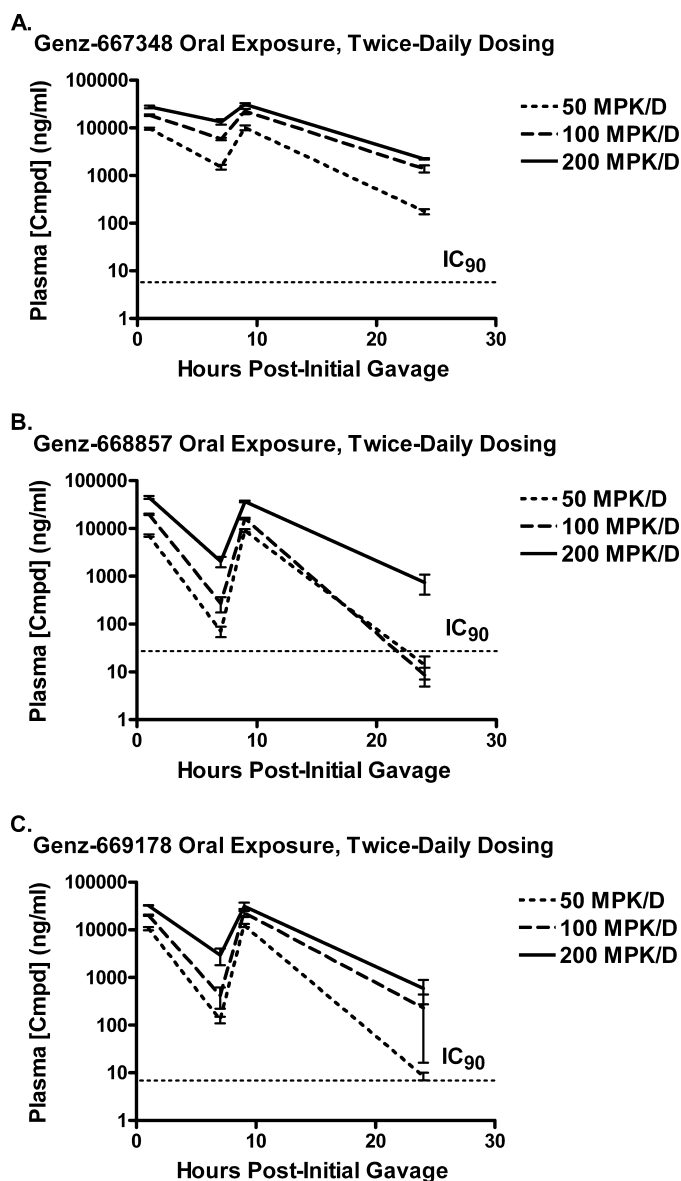 A.
Genz-667348 Oral Exposure, Twice-Daily Dosing
Plasma [Cmpd] (ng/ml)
100000
10000
1000
100
10
1
IC90
0 10 20 30
Hours Post-Initial Gavage
50 MPK/D
100 MPK/D
200 MPK/D
B.
Genz-668857 Oral Exposure, Twice-Daily Dosing
Plasma [Cmpd] (ng/ml)
100000
10000
1000
100
10
1
IC90
0 10 20 30
Hours Post-Initial Gavage
50 MPK/D
100 MPK/D
200 MPK/D
C.
Genz-669178 Oral Exposure, Twice-Daily Dosing
Plasma [Cmpd] (ng/ml)
100000
10000
1000
100
10
1
IC90
0 10 20 30
Hours Post-Initial Gavage
50 MPK/D
100 MPK/D
200 MPK/D